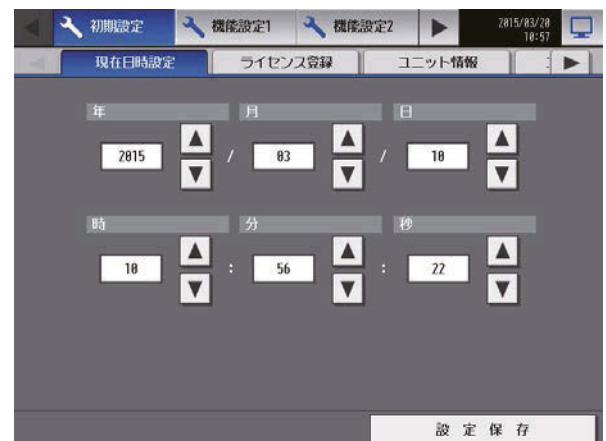 初期設定 機能設定1 機能設定2 2015/03/20
10:57
現在日時設定 ライセンス登録 ユニット情報
年 月 日
2015 / 03 / 10
時 分 秒
10 : 56 : 22
設定保存